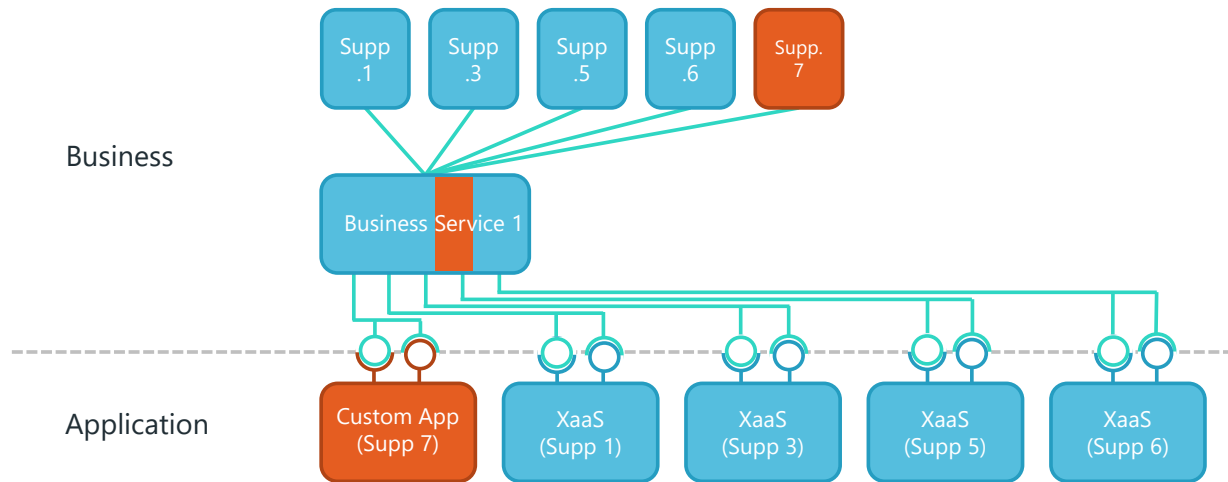 Supp
.1
Supp
.3
Supp
.5
Supp
.6
Supp.
7
Business
Business Service 1
Application
Custom App
(Supp 7)
XaaS
(Supp 1)
XaaS
(Supp 3)
XaaS
(Supp 5)
XaaS
(Supp 6)